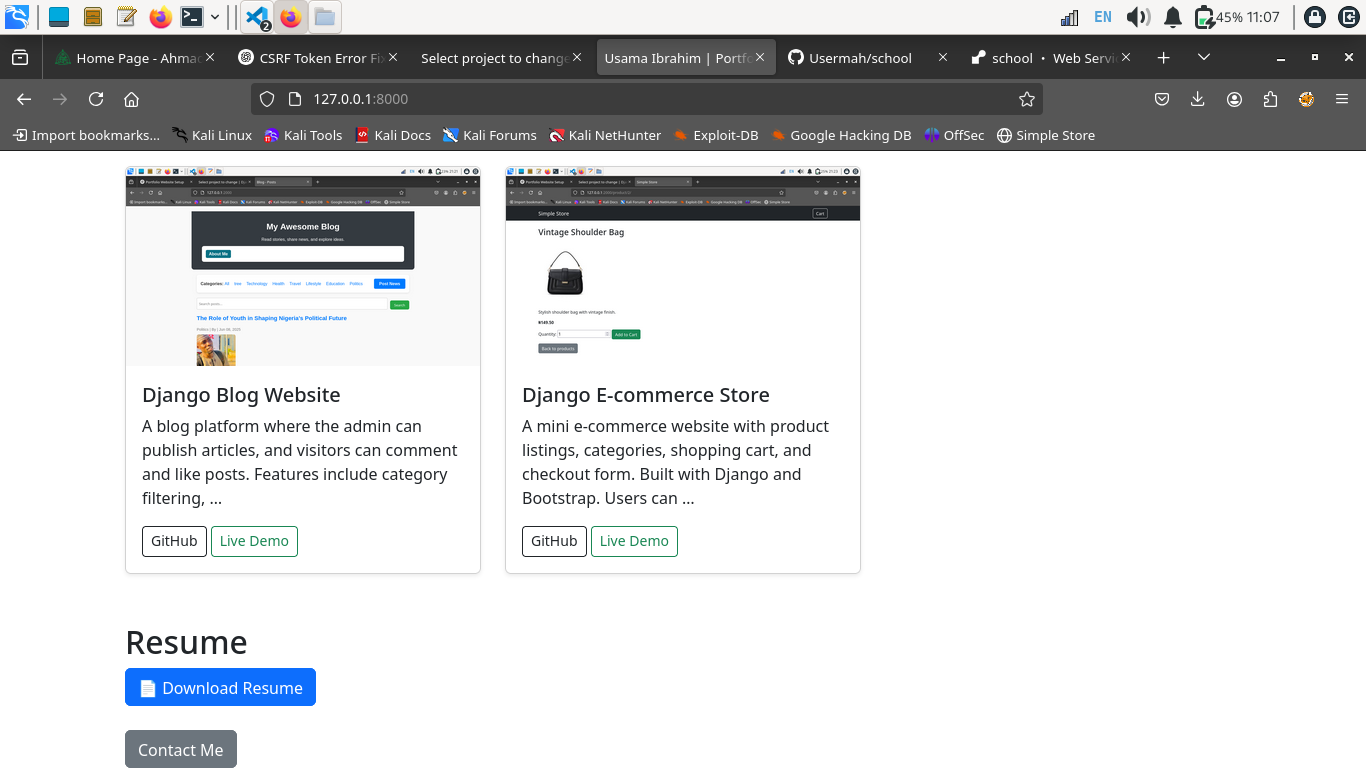 EN
2
45% 11:07
Home Page - Ahmad
CSRF Token Error Fix
Select project to change
Usama Ibrahim | Portfo
Usermah/school
school • Web Servi
127.0.0.1:8000
Import bookmarks...
Kali Linux
Kali Tools
Kali Docs
Kali Forums
Kali NetHunter
Exploit-DB
Google Hacking DB
OffSec
Simple Store
My Awesome Blog
Read stories, share news, and explore ideas.
About Me
Categories: All Technology Health Travel Lifestyle Education Politics
Post News
Search posts...
Search
The Role of Youth in Shaping Nigeria's Political Future
Simple Store
Cart
Vintage Shoulder Bag
Stylish shoulder bag with vintage finish.
₦149.50
Quantity: 1
Add to Cart
Back to products
Django Blog Website
A blog platform where the admin can
publish articles, and visitors can comment
and like posts. Features include category
filtering, …
GitHub
Live Demo
Django E-commerce Store
A mini e-commerce website with product
listings, categories, shopping cart, and
checkout form. Built with Django and
Bootstrap. Users can …
GitHub
Live Demo
Resume
Download Resume
Contact Me